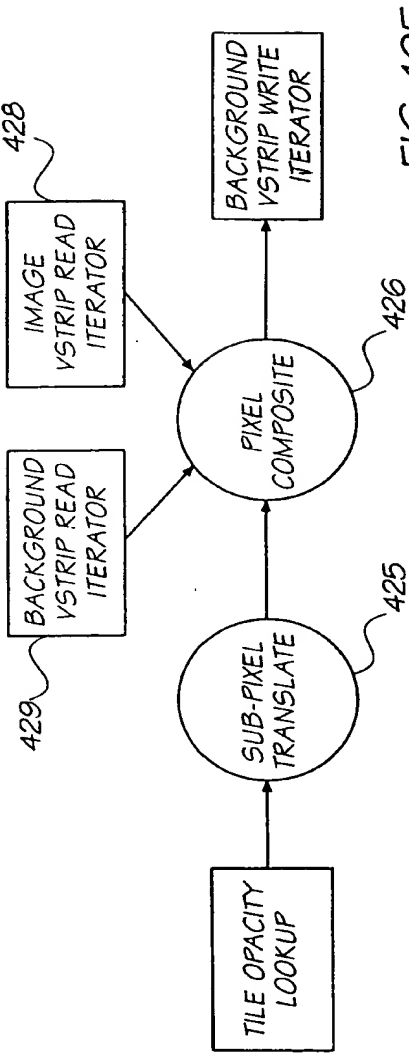 428
IMAGE
VSTRIP READ
ITERATOR
429
BACKGROUND
VSTRIP READ
ITERATOR
BACKGROUND
VSTRIP WRITE
ITERATOR
PIXEL
COMPOSITE
426
SUB-PIXEL
TRANSLATE
425
TILE OPACITY
LOOKUP
FIG